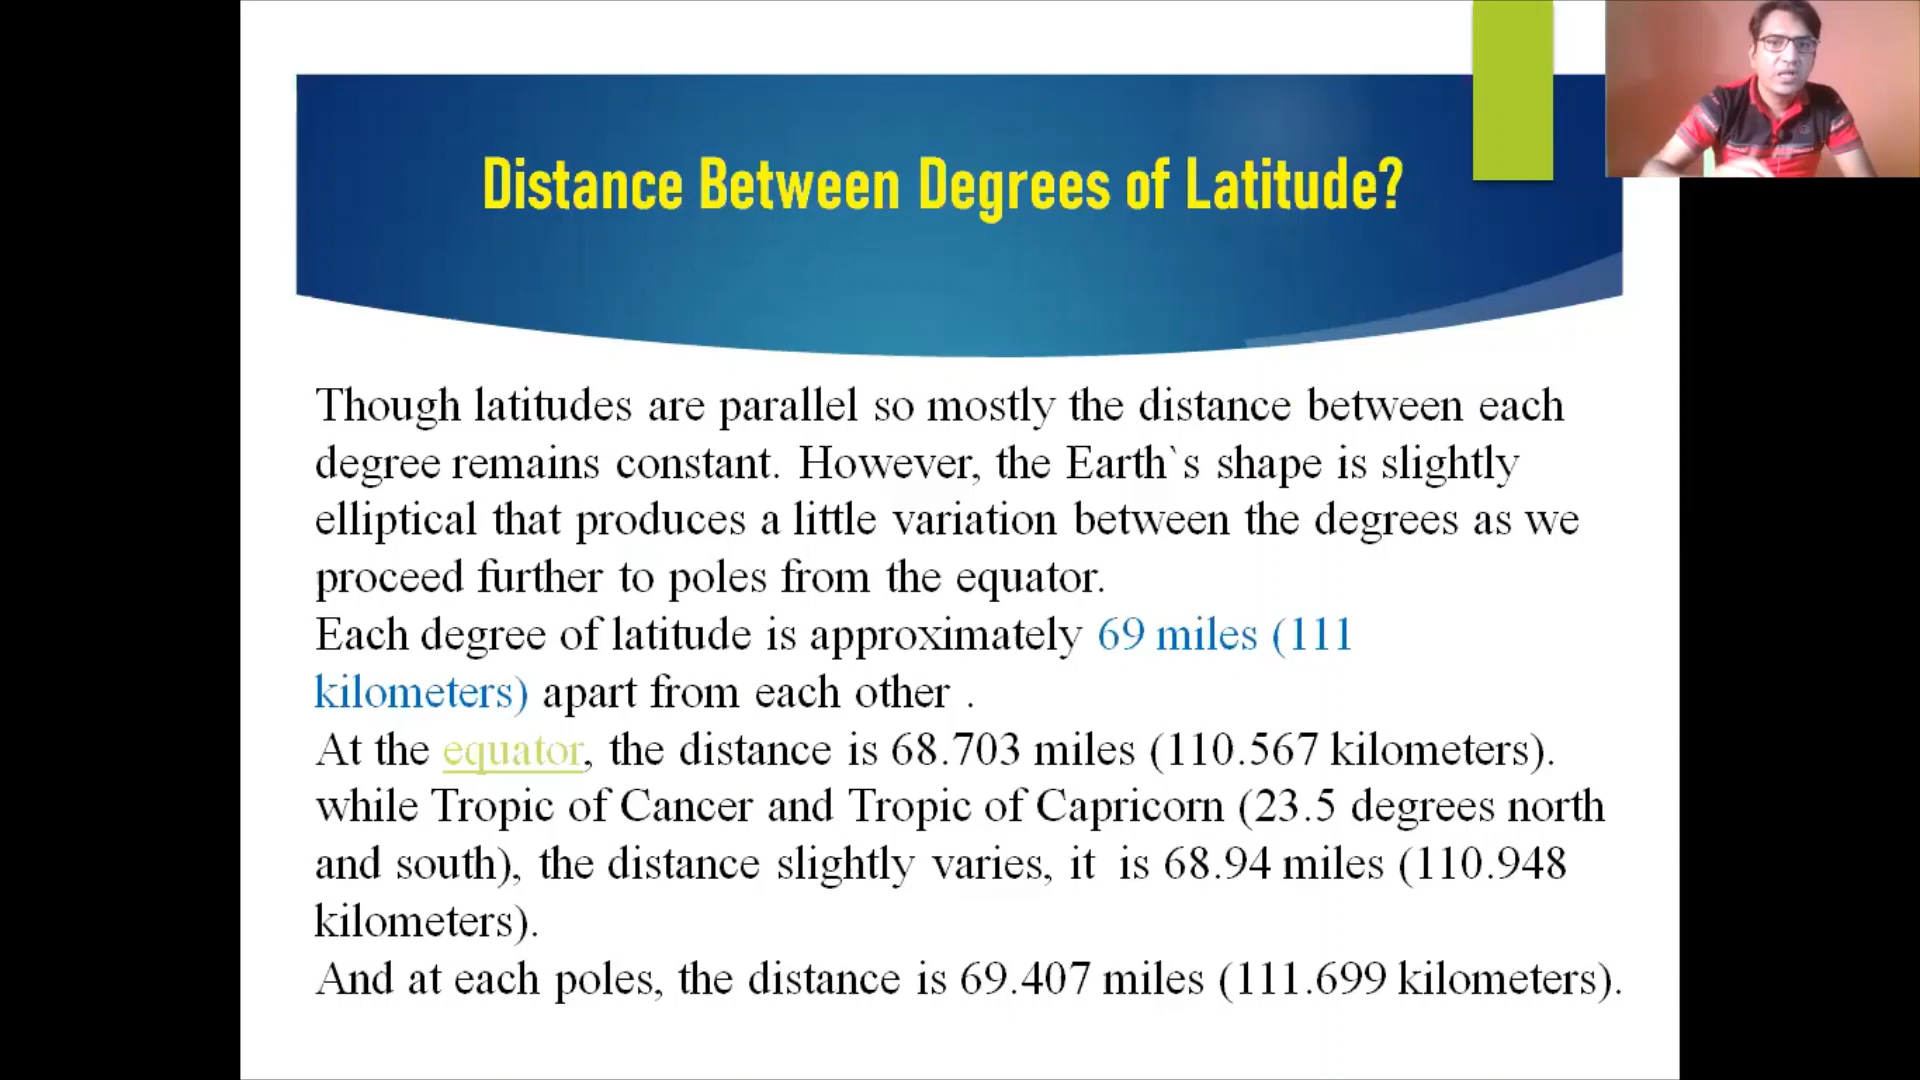 Distance Between Degrees of Latitude?
Though latitudes are parallel so mostly the distance between each
degree remains constant. However, the Earth`s shape is slightly
elliptical that produces a little variation between the degrees as we
proceed further to poles from the equator.
Each degree of latitude is approximately 69 miles (111
kilometers) apart from each other .
At the equator, the distance is 68.703 miles (110.567 kilometers).
while Tropic of Cancer and Tropic of Capricorn (23.5 degrees north
and south), the distance slightly varies, it is 68.94 miles (110.948
kilometers).
And at each poles, the distance is 69.407 miles (111.699 kilometers).